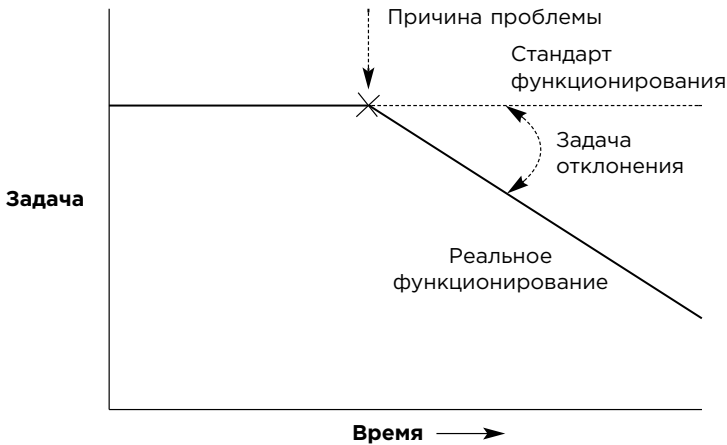 Причина проблемы
Стандарт
функционирования
Задача
отклонения
Задача
Реальное
функционирование
Время